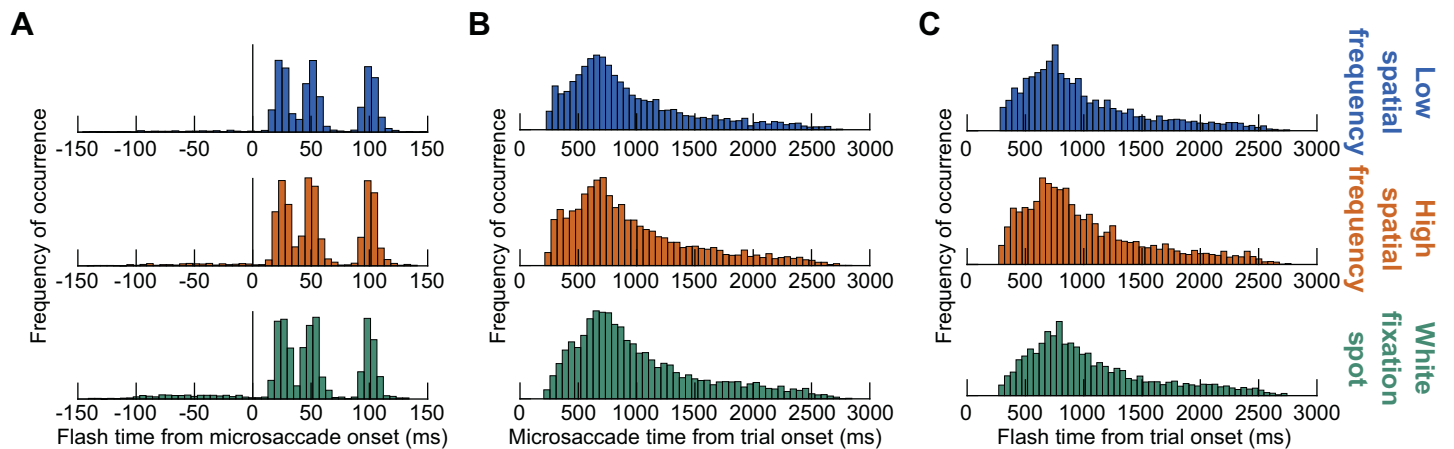 A
B
C
Frequency of occurrence
-150 -100 -50 0 50 100 150
-150 -100 -50 0 50 100 150
-150 -100 -50 0 50 100 150
Flash time from microsaccade onset (ms)
Frequency of occurrence
0 500 1000 1500 2000 2500 3000
0 500 1000 1500 2000 2500 3000
0 500 1000 1500 2000 2500 3000
Microsaccade time from trial onset (ms)
Frequency of occurrence
0 500 1000 1500 2000 2500 3000
0 500 1000 1500 2000 2500 3000
0 500 1000 1500 2000 2500 3000
Flash time from trial onset (ms)
Low
spatial
frequency
High
spatial
frequency
White
fixation
spot